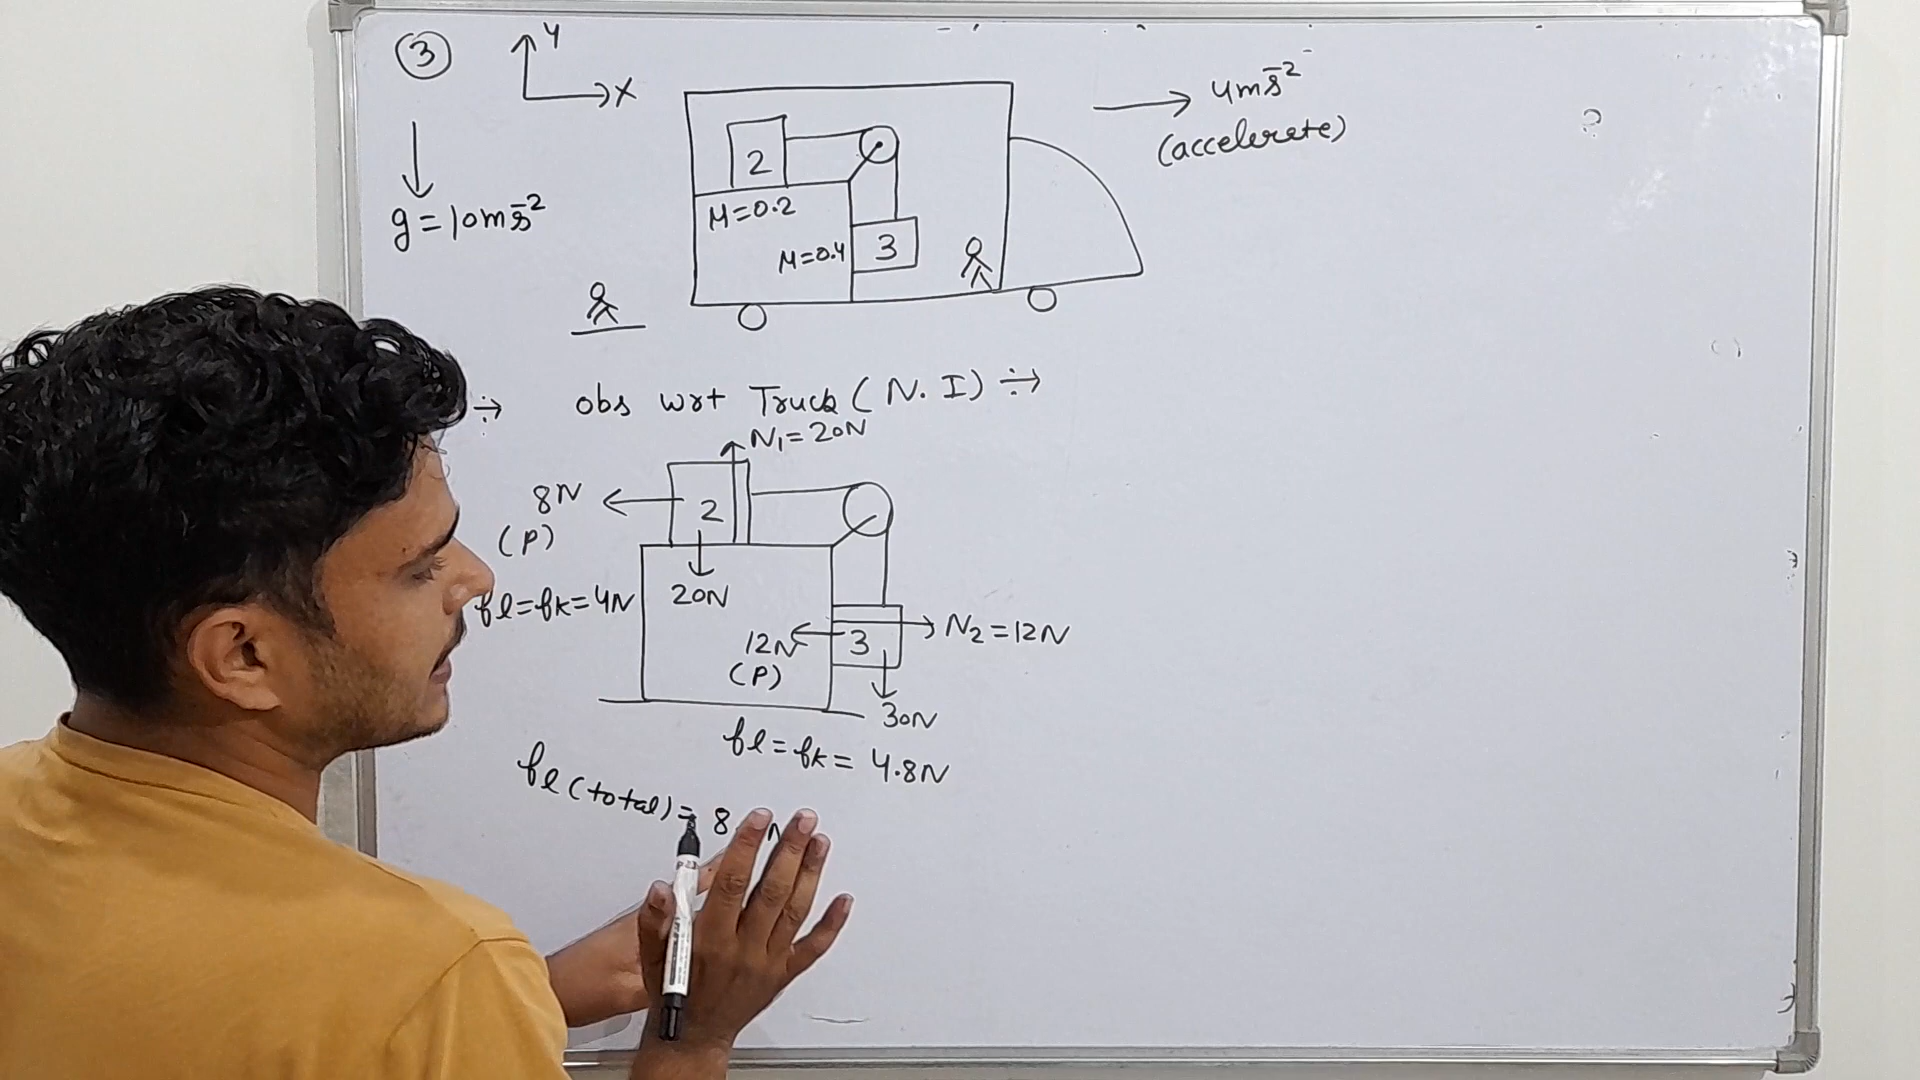 3
Y
X
g = 10ms⁻²
2
μ=0.2
μ=0.4
3
4ms⁻²
(accelerate)
?
obs wrt Truck (N. I)
N₁ = 20N
8N
(P)
2
20N
fl = fk = 4N
12N
(P)
3
N₂ = 12N
30N
fl = fk = 4.8N
fl (total) = 8 N